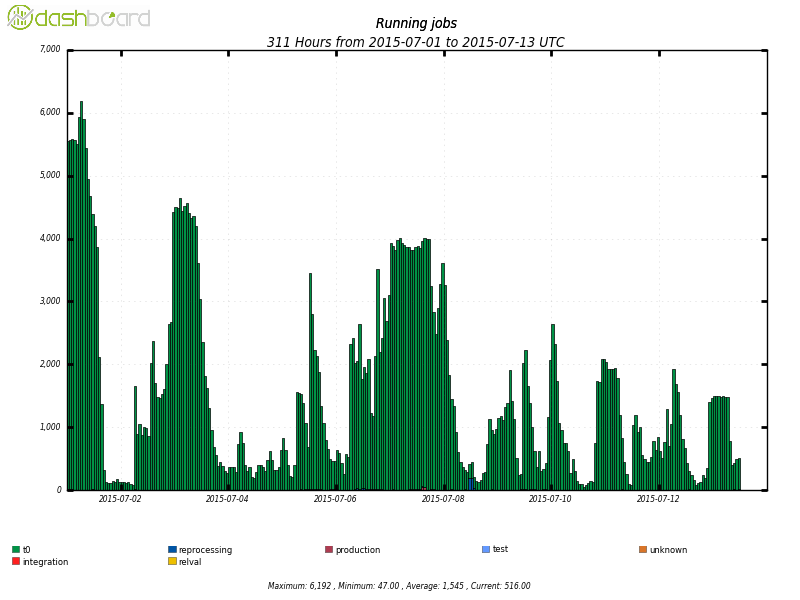 dashboard
Running jobs
311 Hours from 2015-07-01 to 2015-07-13 UTC
7,000
6,000
5,000
4,000
3,000
2,000
1,000
0
2015-07-02 2015-07-04 2015-07-06 2015-07-08 2015-07-10 2015-07-12
t0 reprocessing production test unknown
integration relval
Maximum: 6,192 , Minimum: 47.00 , Average: 1,545 , Current: 516.00